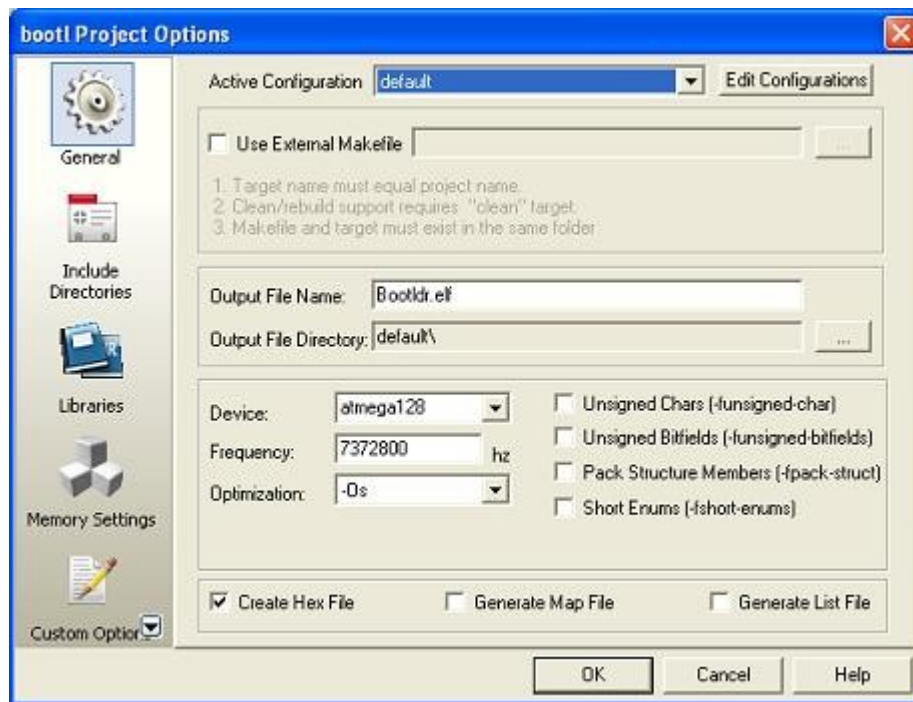 bootl Project Options
General
Include
Directories
Libraries
Memory Settings
Custom Option
Active Configuration default Edit Configurations
Use External Makefile ...
1. Target name must equal project name.
2. Clean/rebuild support requires "clean" target.
3. Makefile and target must exist in the same folder
Output File Name: Bootldr.elf
Output File Directory: default\ ...
Device: atmega128
Frequency: 7372800 hz
Optimization: -Os
Unsigned Chars (-funsigned-char)
Unsigned Bitfields (-funsigned-bitfields)
Pack Structure Members (-fpack-struct)
Short Enums (-fshort-enums)
Create Hex File Generate Map File Generate List File
OK Cancel Help